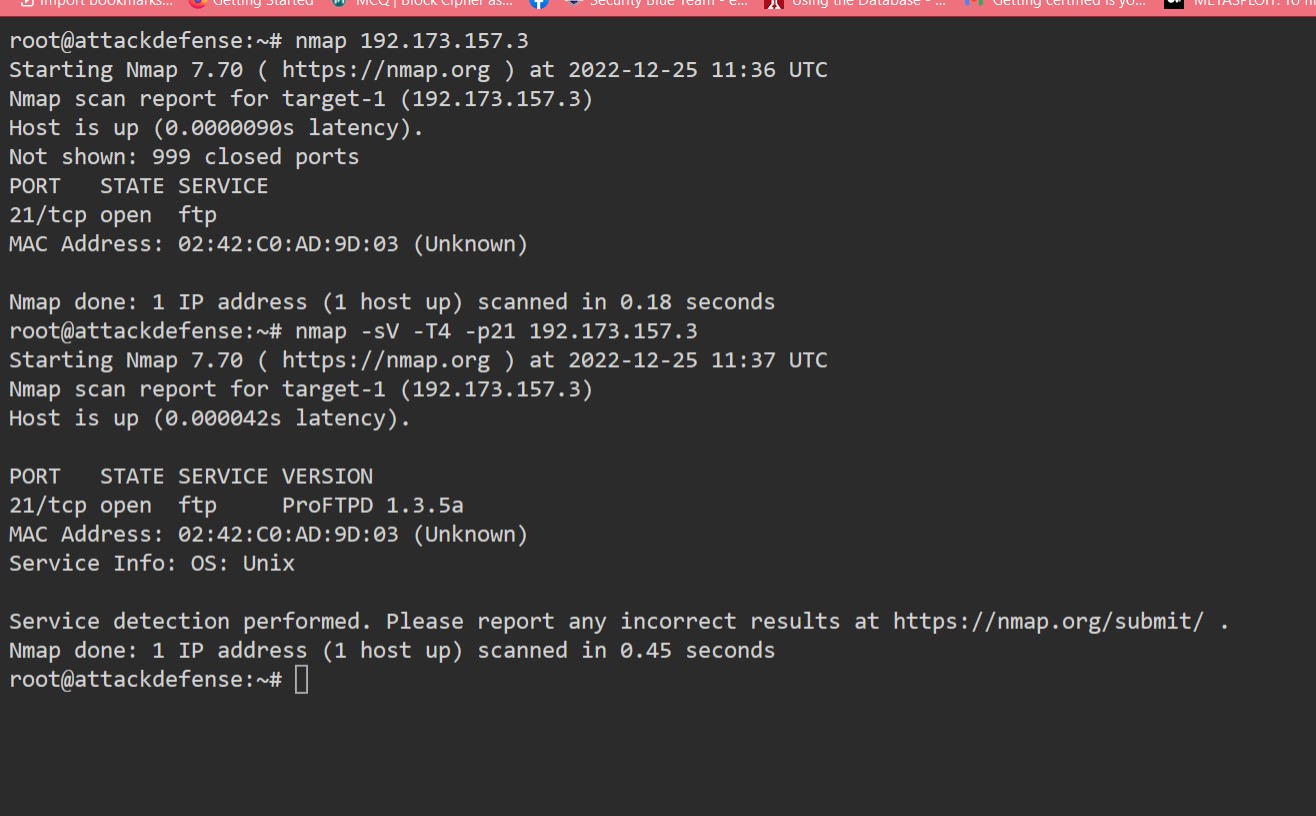 Import bookmarks... Getting Started MCQ | Block Cipher as... Security Blue Team - e... Using the Database - ... Getting certified is yo... METASPLOIT: To
root@attackdefense:~# nmap 192.173.157.3
Starting Nmap 7.70 ( https://nmap.org ) at 2022-12-25 11:36 UTC
Nmap scan report for target-1 (192.173.157.3)
Host is up (0.0000090s latency).
Not shown: 999 closed ports
PORT   STATE SERVICE
21/tcp open  ftp
MAC Address: 02:42:C0:AD:9D:03 (Unknown)
Nmap done: 1 IP address (1 host up) scanned in 0.18 seconds
root@attackdefense:~# nmap -sV -T4 -p21 192.173.157.3
Starting Nmap 7.70 ( https://nmap.org ) at 2022-12-25 11:37 UTC
Nmap scan report for target-1 (192.173.157.3)
Host is up (0.000042s latency).
PORT   STATE SERVICE VERSION
21/tcp open  ftp     ProFTPD 1.3.5a
MAC Address: 02:42:C0:AD:9D:03 (Unknown)
Service Info: OS: Unix
Service detection performed. Please report any incorrect results at https://nmap.org/submit/ .
Nmap done: 1 IP address (1 host up) scanned in 0.45 seconds
root@attackdefense:~#